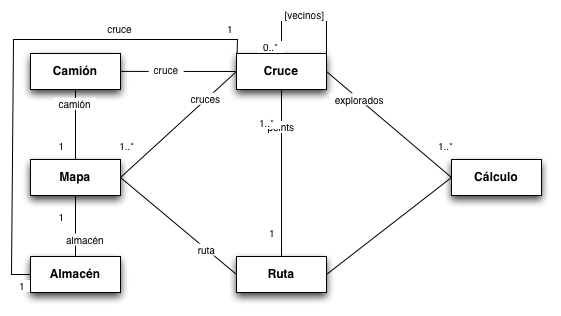 [vecinos]
cruce
1
0..*
Camión
cruce
Cruce
camión
cruces
explorados
1..*
points
1
1..*
1..*
Mapa
Cálculo
1
1
almacén
ruta
Almacén
Ruta
1